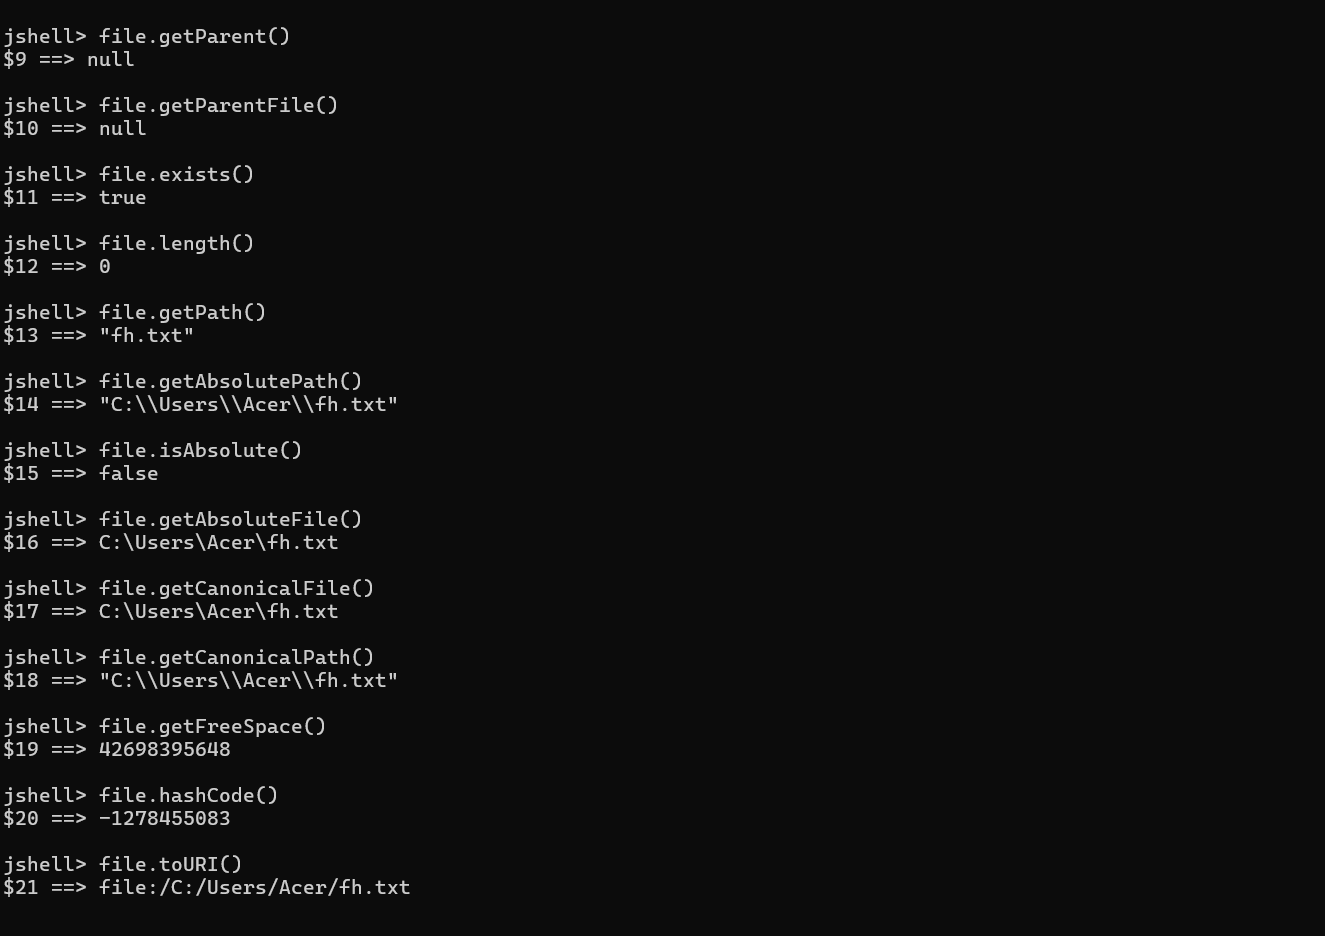 jshell> file.getParent()
$9 ==> null
jshell> file.getParentFile()
$10 ==> null
jshell> file.exists()
$11 ==> true
jshell> file.length()
$12 ==> 0
jshell> file.getPath()
$13 ==> "fh.txt"
jshell> file.getAbsolutePath()
$14 ==> "C:\\Users\\Acer\\fh.txt"
jshell> file.isAbsolute()
$15 ==> false
jshell> file.getAbsoluteFile()
$16 ==> C:\Users\Acer\fh.txt
jshell> file.getCanonicalFile()
$17 ==> C:\Users\Acer\fh.txt
jshell> file.getCanonicalPath()
$18 ==> "C:\\Users\\Acer\\fh.txt"
jshell> file.getFreeSpace()
$19 ==> 42698395648
jshell> file.hashCode()
$20 ==> -1278455083
jshell> file.toURI()
$21 ==> file:/C:/Users/Acer/fh.txt